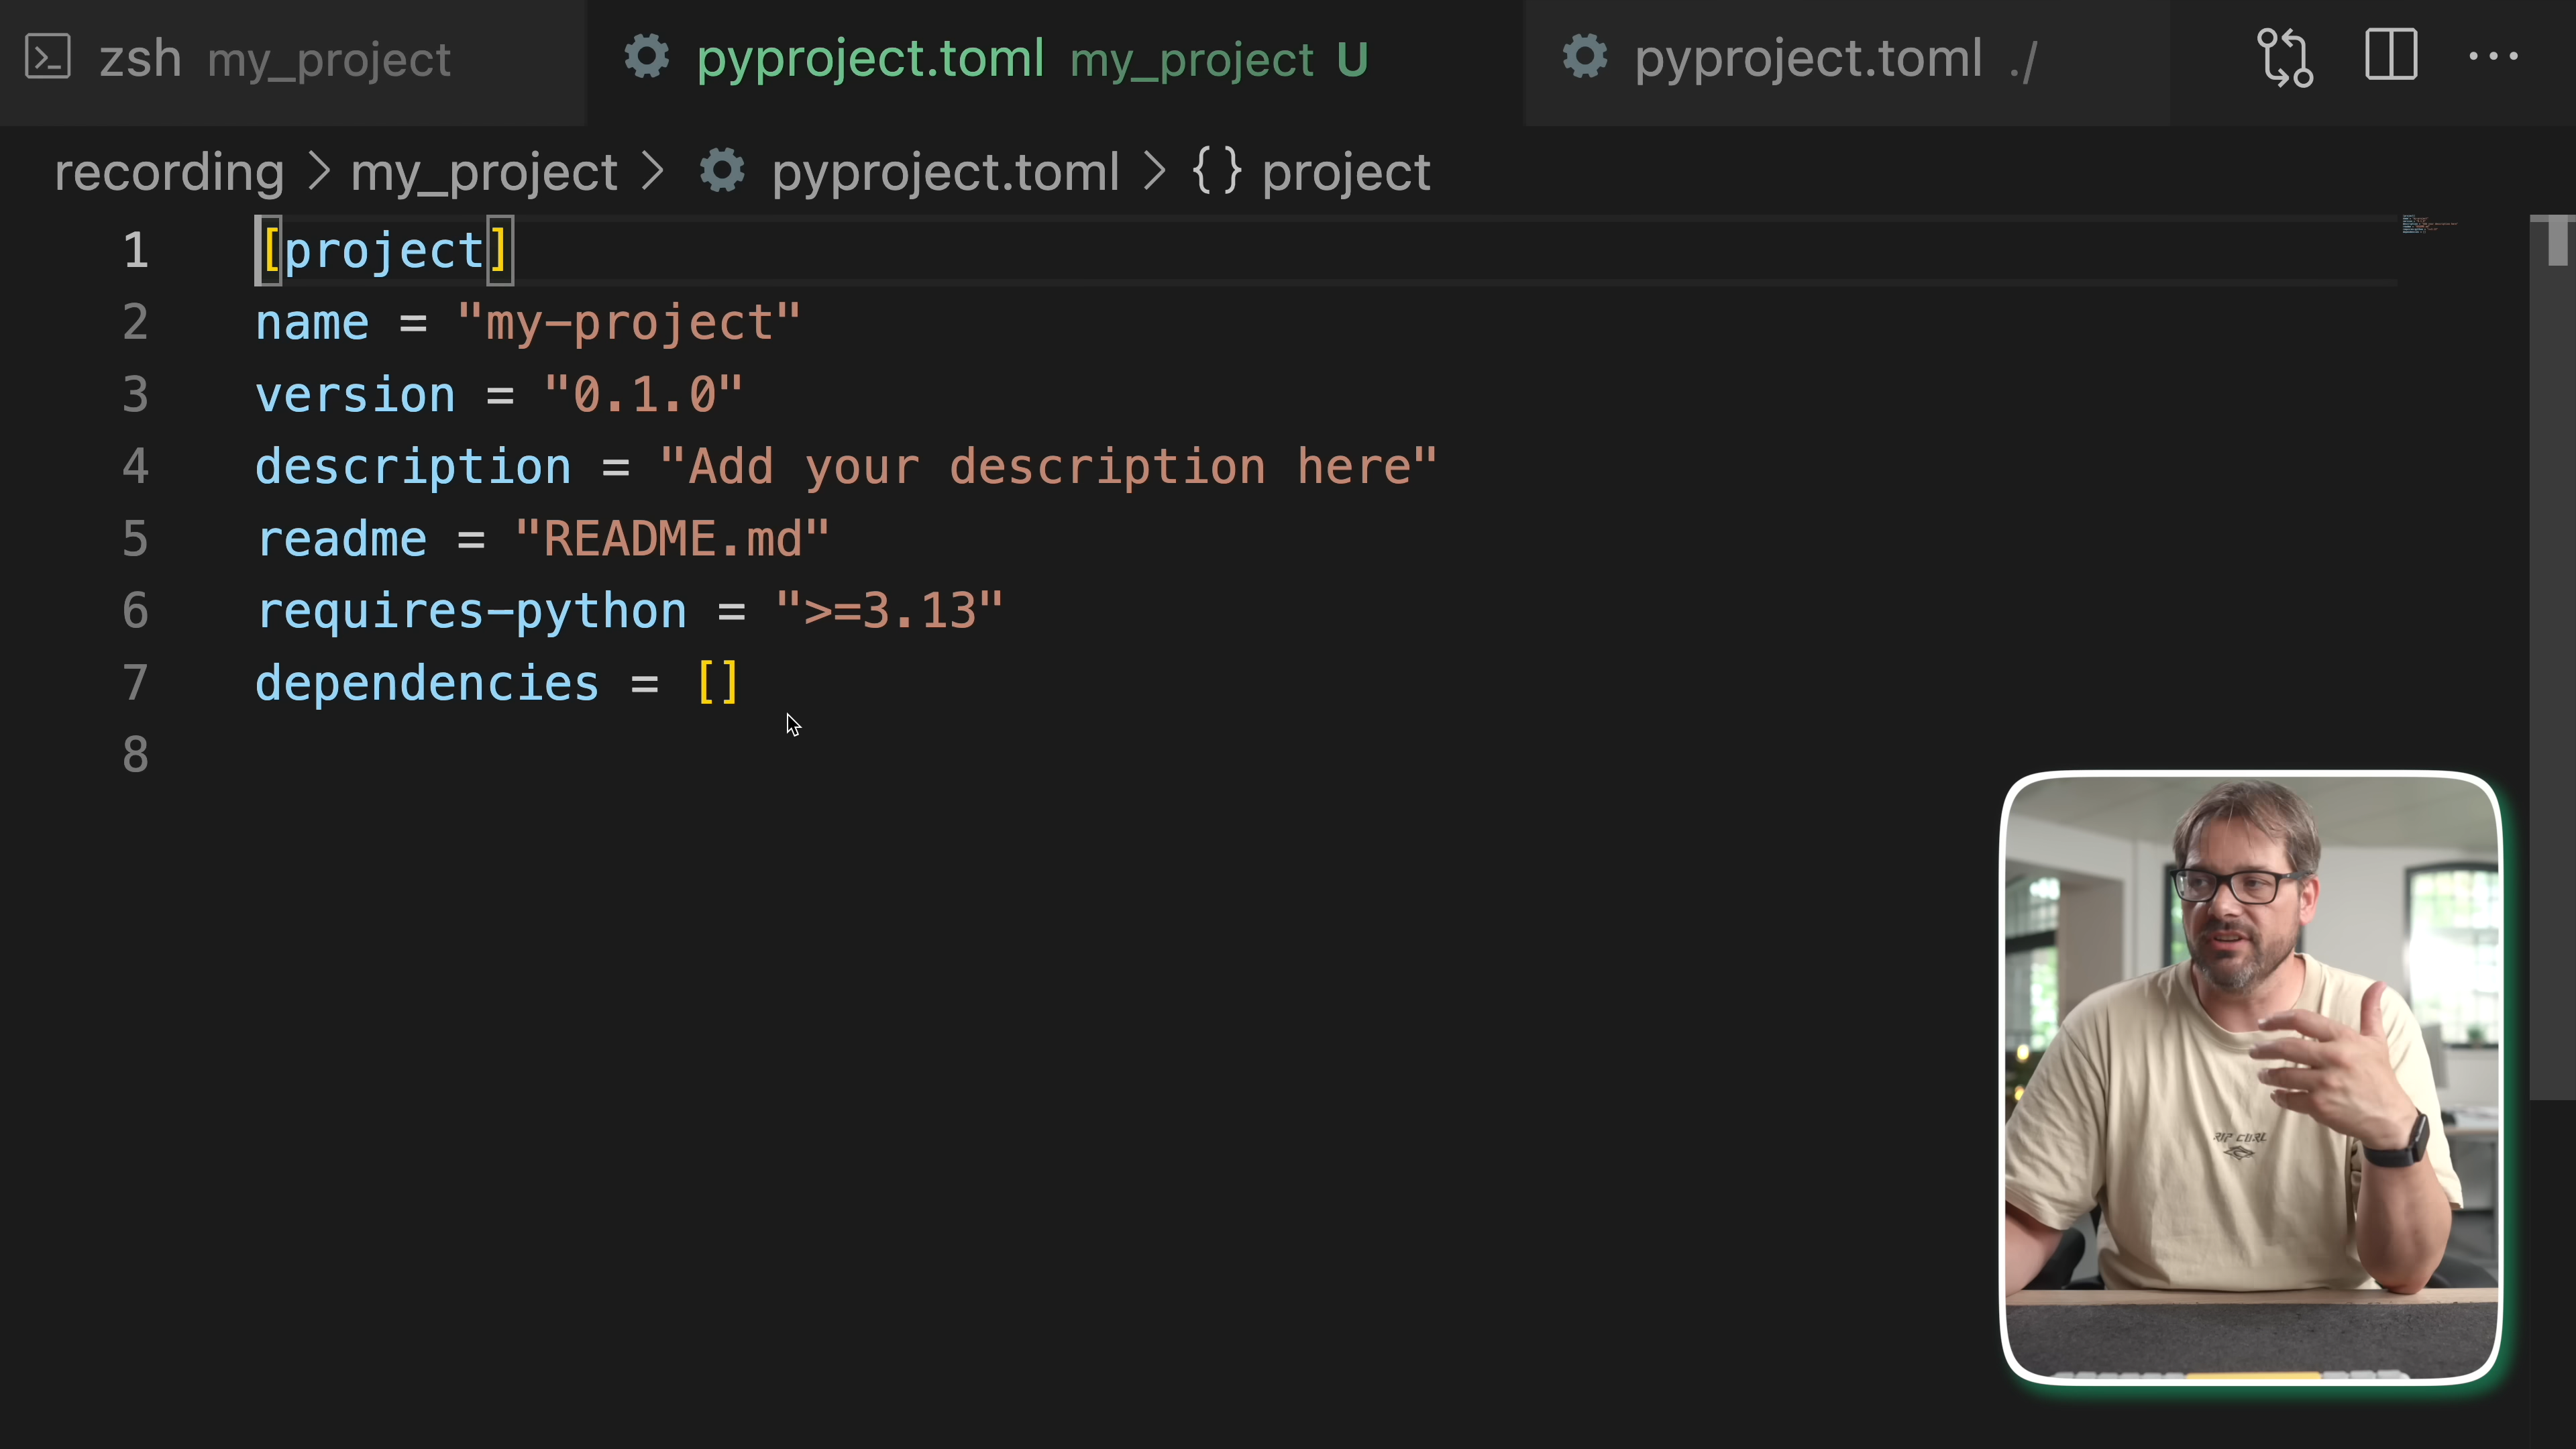 zsh my_project
pyproject.toml my_project U
pyproject.toml ./
recording > my_project > pyproject.toml > {} project
1 [project]
2 name = "my-project"
3 version = "0.1.0"
4 description = "Add your description here"
5 readme = "README.md"
6 requires-python = ">=3.13"
7 dependencies = []
8
RIP CURL